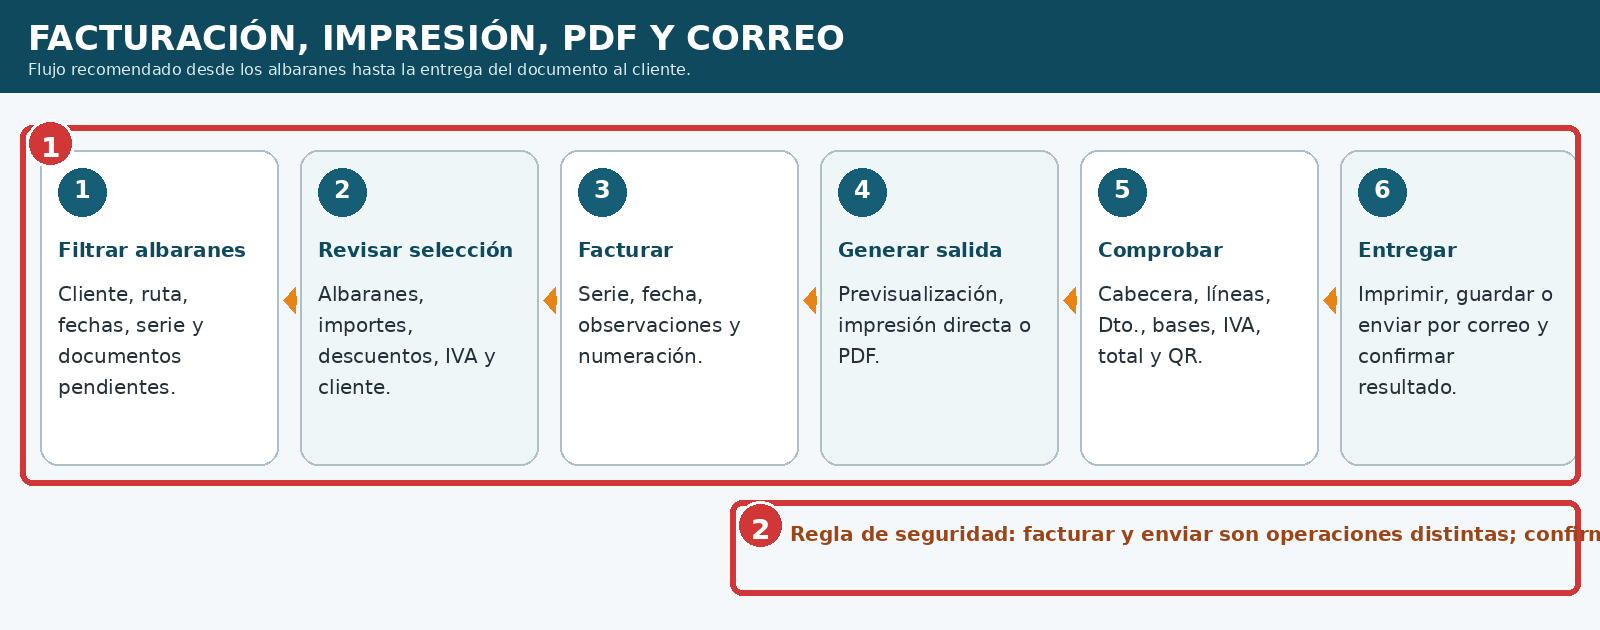 FACTURACIÓN, IMPRESIÓN, PDF Y CORREO
Flujo recomendado desde los albaranes hasta la entrega del documento al cliente.
1
1
Filtrar albaranes
Cliente, ruta,
fechas, serie y
documentos
pendientes.
2
Revisar selección
Albaranes,
importes,
descuentos, IVA y
cliente.
3
Facturar
Serie, fecha,
observaciones y
numeración.
4
Generar salida
Previsualización,
impresión directa o
PDF.
5
Comprobar
Cabecera, líneas,
Dto., bases, IVA,
total y QR.
6
Entregar
Imprimir, guardar o
enviar por correo y
confirmar
resultado.
2
Regla de seguridad: facturar y enviar son operaciones distintas;